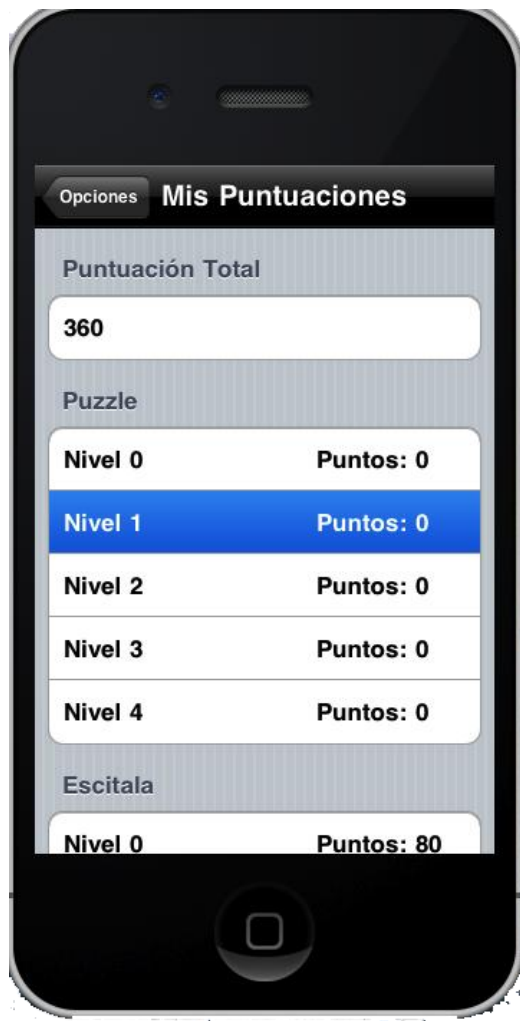 Opciones Mis Puntuaciones
Puntuación Total
360
Puzzle
Nivel 0 Puntos: 0
Nivel 1 Puntos: 0
Nivel 2 Puntos: 0
Nivel 3 Puntos: 0
Nivel 4 Puntos: 0
Escitala
Nivel 0 Puntos: 80